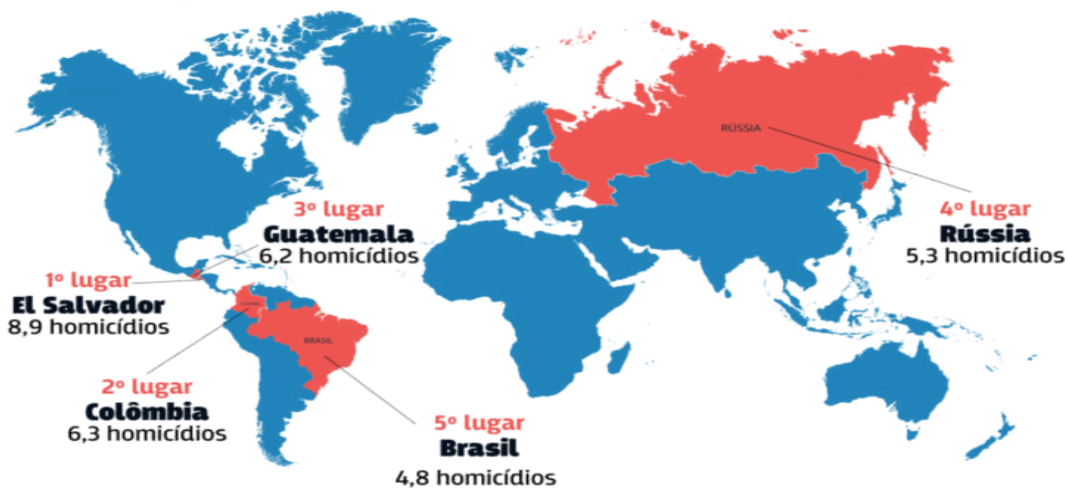 RÚSSIA
3º lugar
Guatemala
6,2 homicídios
4º lugar
Rússia
5,3 homicídios
1º lugar
El Salvador
8,9 homicídios
BRASIL
2º lugar
Colômbia
6,3 homicídios
5º lugar
Brasil
4,8 homicídios